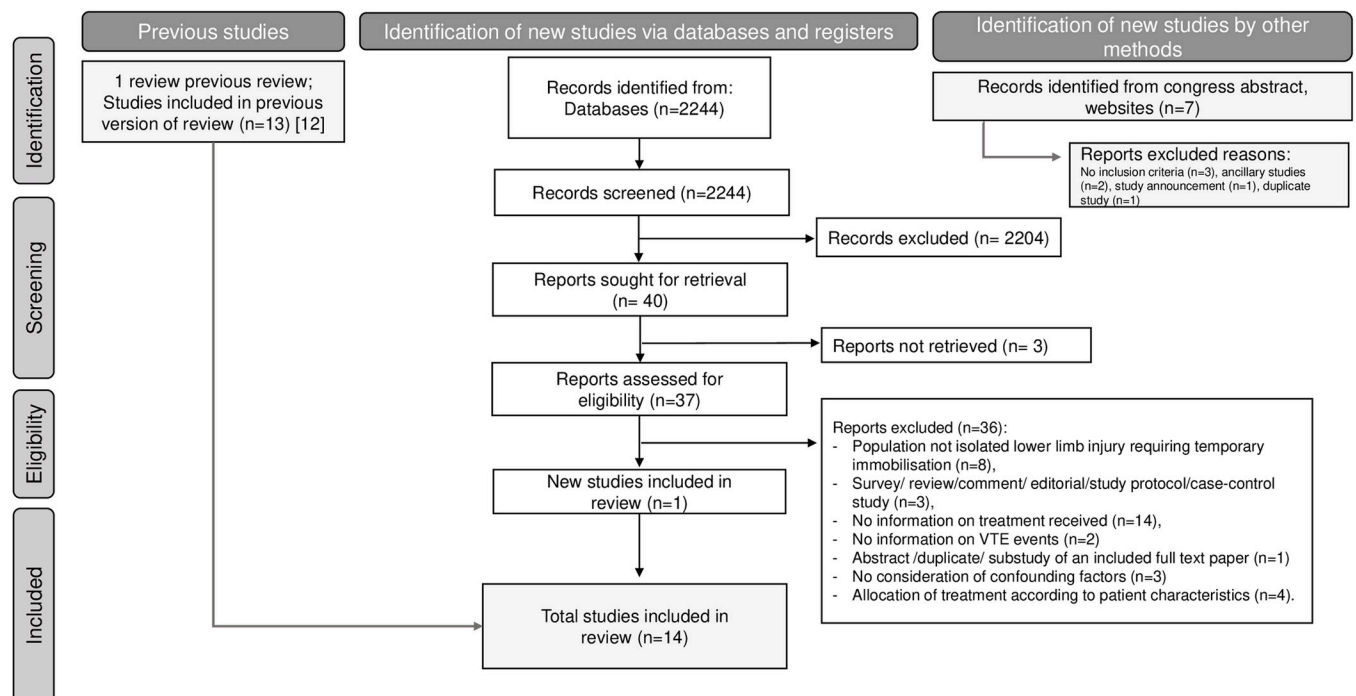 Previous studies
Identification of new studies via databases and registers
Identification of new studies by other
methods
Identification
1 review previous review;
Studies included in previous
version of review (n=13) [12]
Records identified from:
Databases (n=2244)
Records identified from congress abstract,
websites (n=7)
Reports excluded reasons:
No inclusion criteria (n=3), ancillary studies
(n=2), study announcement (n=1), duplicate
study (n=1)
Records screened (n=2244)
Screening
Records excluded (n= 2204)
Reports sought for retrieval
(n= 40)
Reports not retrieved (n= 3)
Reports assessed for
eligibility (n=37)
Eligibility
Reports excluded (n=36):
- Population not isolated lower limb injury requiring temporary
immobilisation (n=8),
- Survey/ review/comment/ editorial/study protocol/case-control
study (n=3),
- No information on treatment received (n=14),
- No information on VTE events (n=2)
- Abstract /duplicate/ substudy of an included full text paper (n=1)
- No consideration of confounding factors (n=3)
- Allocation of treatment according to patient characteristics (n=4).
New studies included in
review (n=1)
Included
Total studies included in
review (n=14)